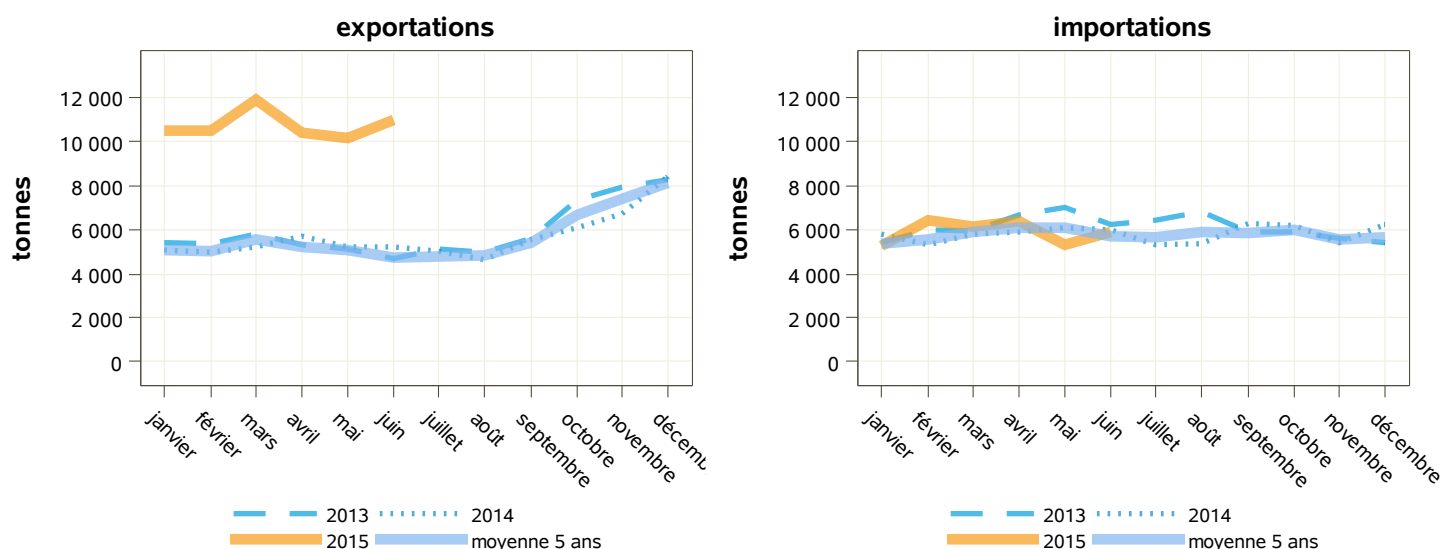 exportations
tonnes
12 000
10 000
8 000
6 000
4 000
2 000
0
janvier
février
mars
avril
mai
juin
juillet
août
septembre
octobre
novembre
décemb
2013
2014
2015
moyenne 5 ans
importations
tonnes
12 000
10 000
8 000
6 000
4 000
2 000
0
janvier
février
mars
avril
mai
juin
juillet
août
septembre
octobre
novembre
décembre
2013
2014
2015
moyenne 5 ans